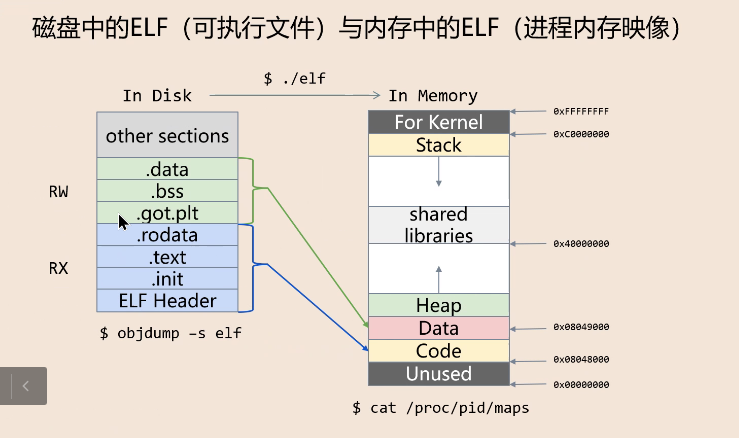 磁盘中的ELF（可执行文件）与内存中的ELF（进程内存映像）
$ ./elf
In Disk
In Memory
other sections
.data
.bss
.got.plt
.rodata
.text
.init
ELF Header
RW
RX
$ objdump –s elf
For Kernel
Stack
shared
libraries
Heap
Data
Code
Unused
0xFFFFFFFF
0xC0000000
0x40000000
0x08049000
0x08048000
0x00000000
$ cat /proc/pid/maps